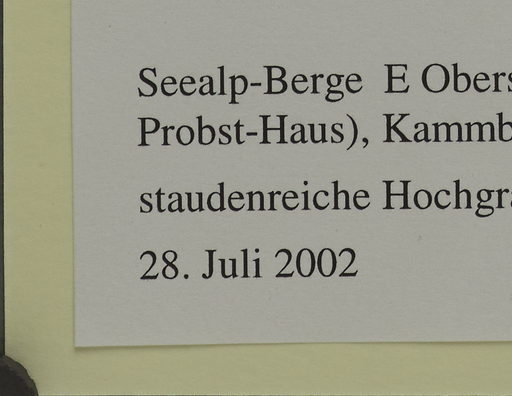 Seealp-Berge E Obers
Probst-Haus), Kammb
staudenreiche Hochgra
28. Juli 2002